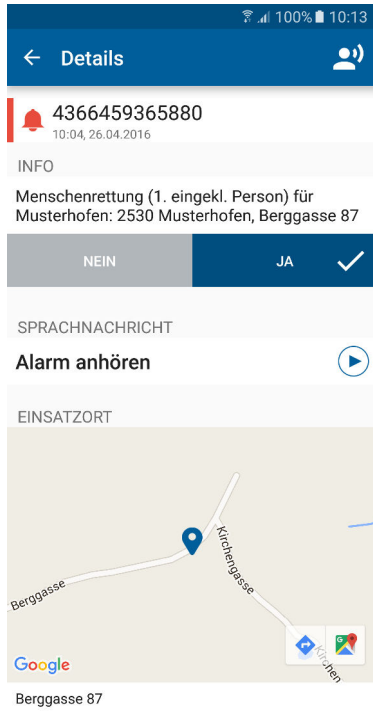 100% 10:13
Details
4366459365880
10:04, 26.04.2016
INFO
Menschenrettung (1. eingekl. Person) für
Musterhofen: 2530 Musterhofen, Berggasse 87
NEIN JA
SPRACHNACHRICHT
Alarm anhören
EINSATZORT
Kirchengasse
Berggasse
Kirchen
Google
Berggasse 87